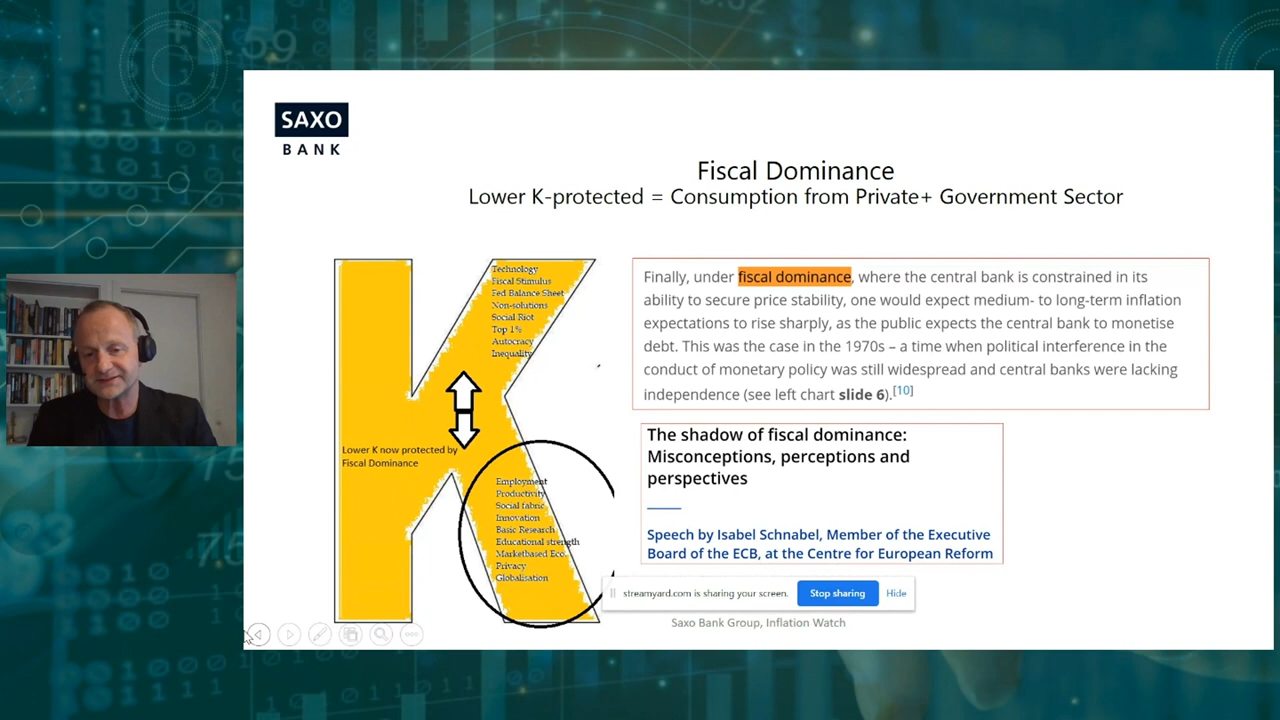 SAXO
BANK
Fiscal Dominance
Lower K-protected = Consumption from Private+ Government Sector
Technology
Fiscal Stimulus
Fed Balance Sheet
Non-solutions
Social Riot
Top 1%
Autocracy
Inequality
Lower K now protected by
Fiscal Dominance
Employment
Productivity
Social fabric
Innovation
Basic Research
Educational strength
Marketbased Eco.
Privacy
Globalisation
Finally, under fiscal dominance, where the central bank is constrained in its
ability to secure price stability, one would expect medium- to long-term inflation
expectations to rise sharply, as the public expects the central bank to monetise
debt. This was the case in the 1970s – a time when political interference in the
conduct of monetary policy was still widespread and central banks were lacking
independence (see left chart slide 6).[10]
The shadow of fiscal dominance:
Misconceptions, perceptions and
perspectives
Speech by Isabel Schnabel, Member of the Executive
Board of the ECB, at the Centre for European Reform
streamyard.com is sharing your screen.
Stop sharing
Hide
Saxo Bank Group, Inflation Watch